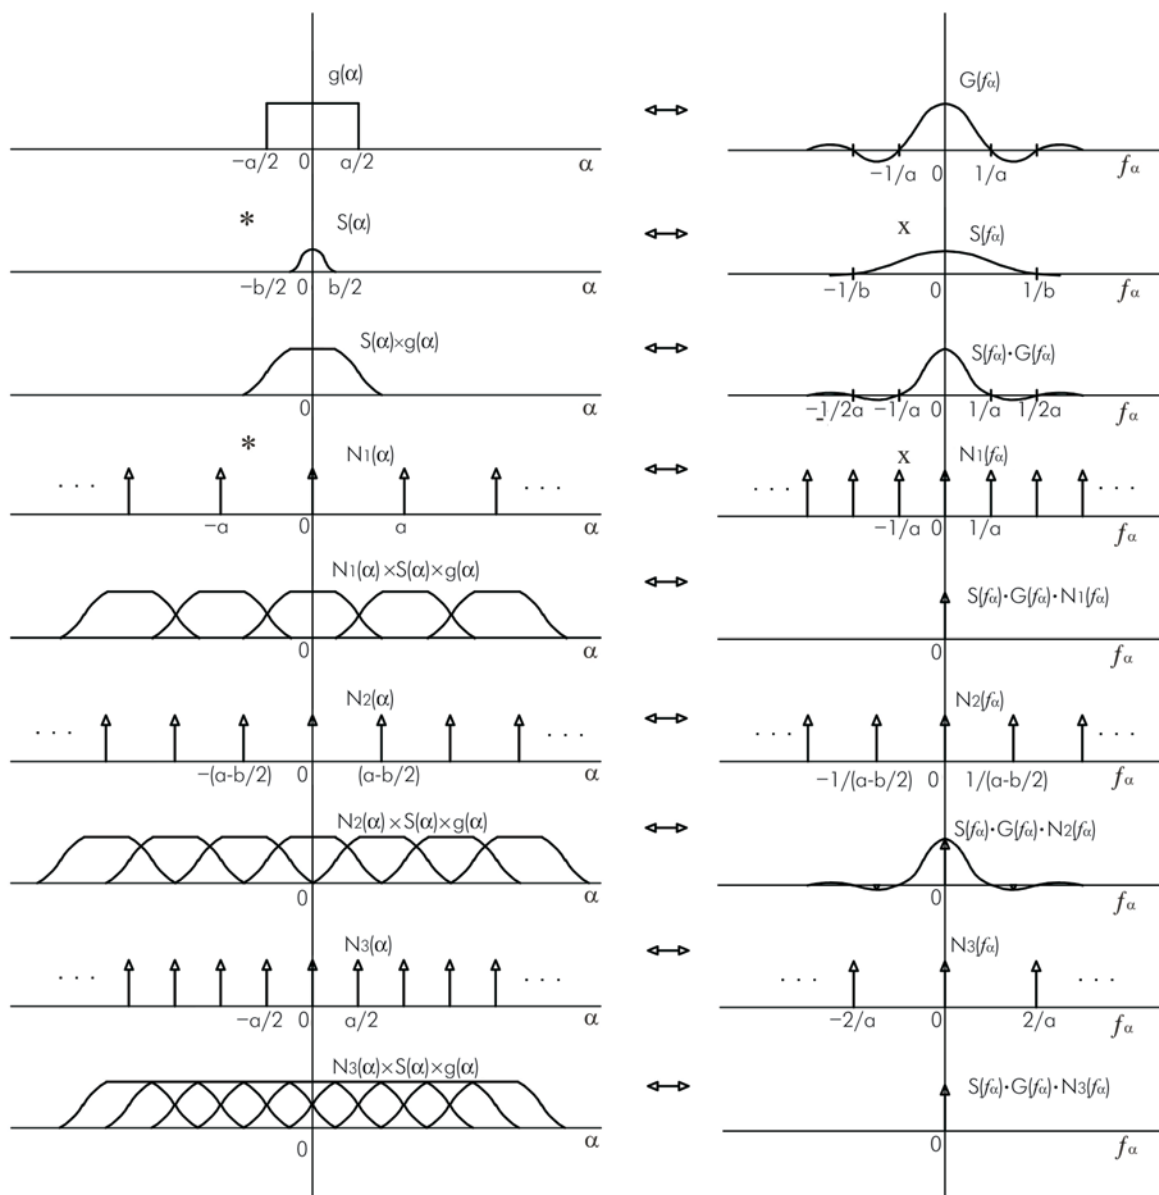 g(α)
G(fα)
−a/2 0 a/2 α
−1/a 0 1/a fα
* S(α)
x S(fα)
−b/2 0 b/2 α
−1/b 0 1/b fα
S(α)×g(α)
S(fα)·G(fα)
0 α
−1/2a −1/a 0 1/a 1/2a fα
* N1(α)
x N1(fα)
. . . . . .
. . . . . .
−a 0 a α
−1/a 0 1/a fα
N1(α)×S(α)×g(α)
S(fα)·G(fα)·N1(fα)
0 α
0 fα
N2(α)
N2(fα)
. . . . . .
. . . . . .
−(a-b/2) 0 (a-b/2) α
−1/(a-b/2) 0 1/(a-b/2) fα
N2(α)×S(α)×g(α)
S(fα)·G(fα)·N2(fα)
0 α
0 fα
N3(α)
N3(fα)
. . . . . .
. . . . . .
−a/2 0 a/2 α
−2/a 0 2/a fα
N3(α)×S(α)×g(α)
S(fα)·G(fα)·N3(fα)
0 α
0 fα